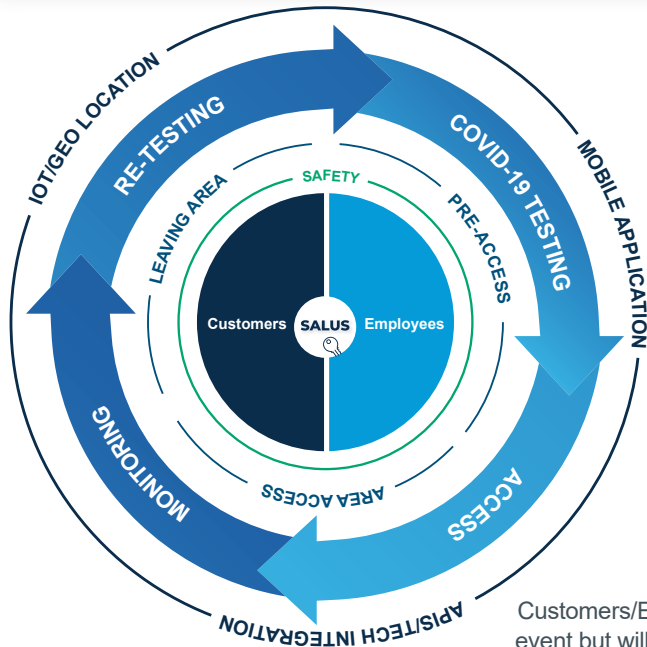 IOT/GEO LOCATION
MOBILE APPLICATION
APIS/TECH INTEGRATION
RE-TESTING
COVID-19 TESTING
ACCESS
MONITORING
LEAVING AREA
PRE-ACCESS
AREA ACCESS
SAFETY
Customers
SALUS
Employees
Customers/E
event but will